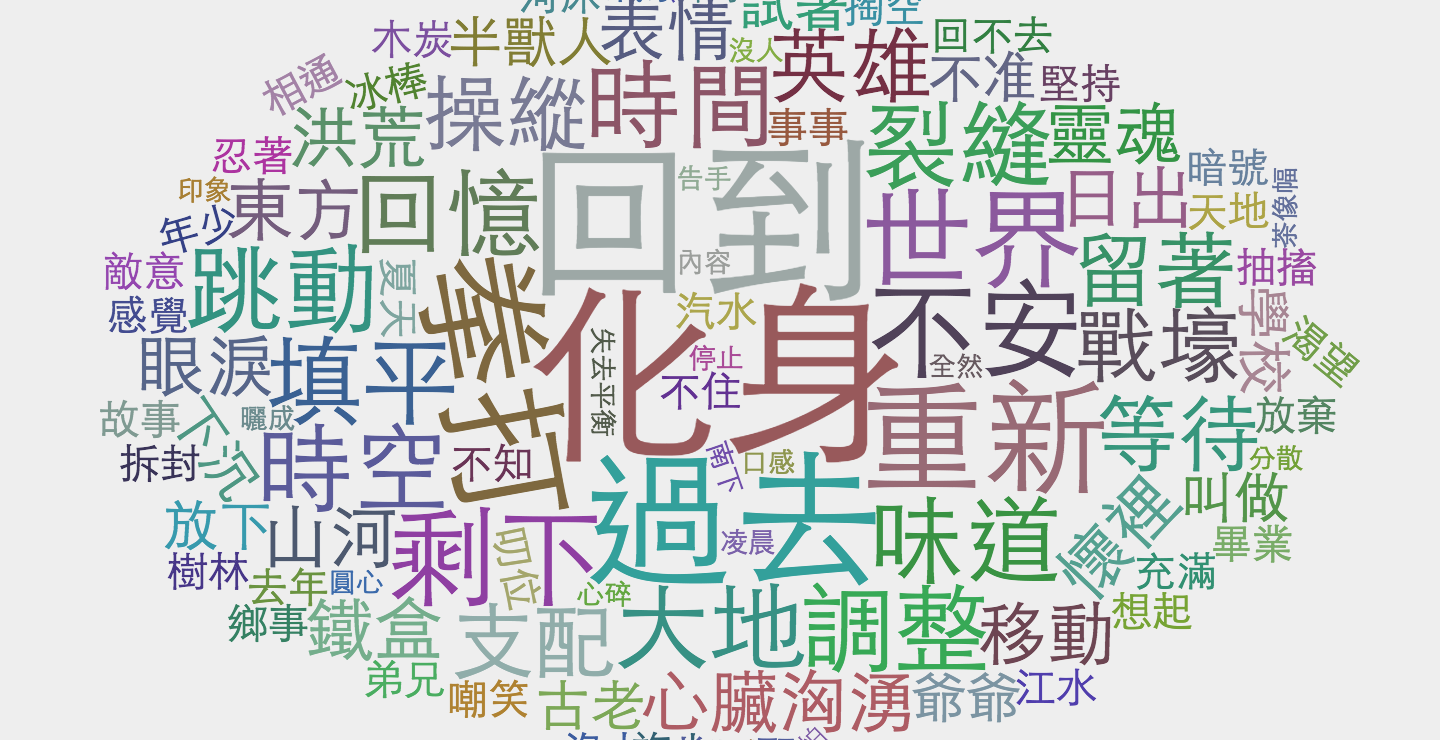 表情
試著
掏空
木炭
半獸人
沒人
英雄
回不去
不准
堅持
相通
冰棒
操縱
時間
事事
裂縫
靈魂
洪荒
忍著
印象
東方
回憶
告手
回到
世界
日出
暗號
天地
年少
敵意
感覺
跳動
夏天
拳打
內容
汽水
化身
不安
留著
抽搐
學校
渴望
眼淚
填平
失去平衡
停止
不住
全然
戰壕
故事
下沉
曬成
拆封
時空
不知
南下
口感
重新
等待
放棄
分散
放下
山河
剩下
過去
凌晨
味道
懷裡
叫做
畢業
樹林
去年
圓心
心碎
充滿
鄉事
鐵盒
支配
大地
調整
移動
想起
弟兄
嘲笑
古老
心臟洶湧
爺爺
江水